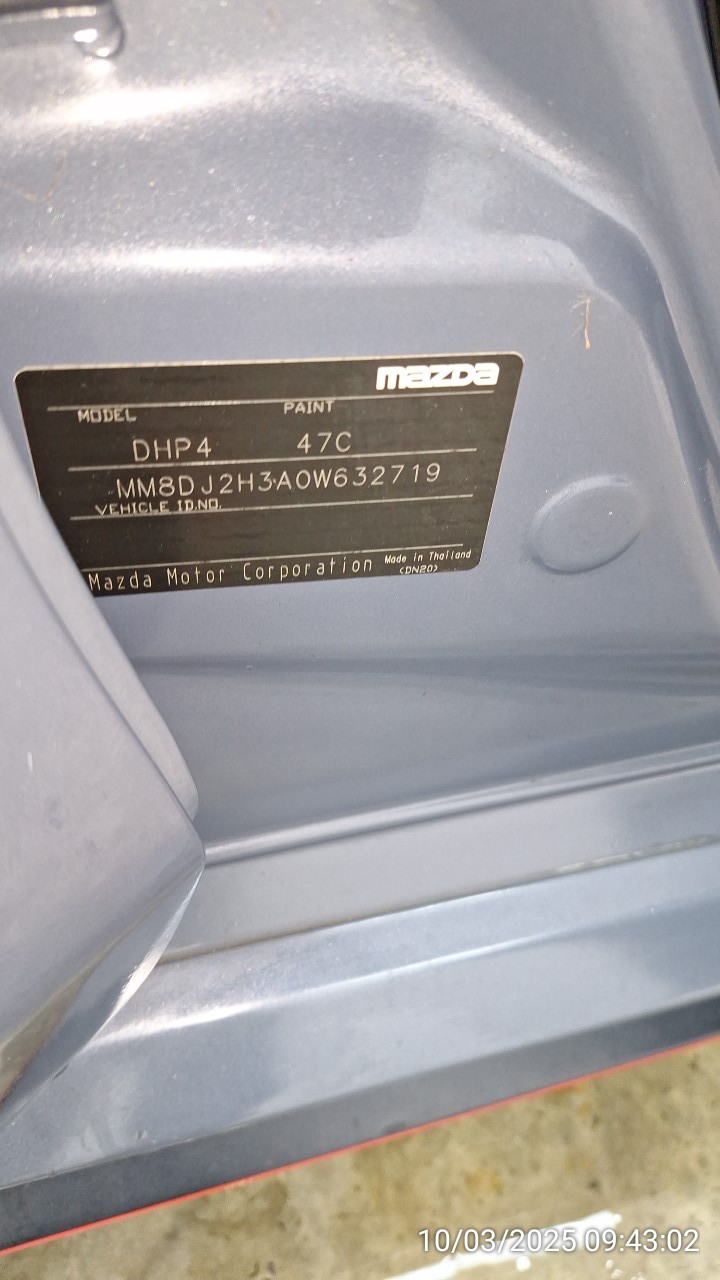 mazda
MODEL PAINT
DHP4 47C
MM8DJ2H3A0W632719
VEHICLE ID.NO.
Mazda Motor Corporation Made in Thailand
(DN20)
10/03/2025 09:43:02